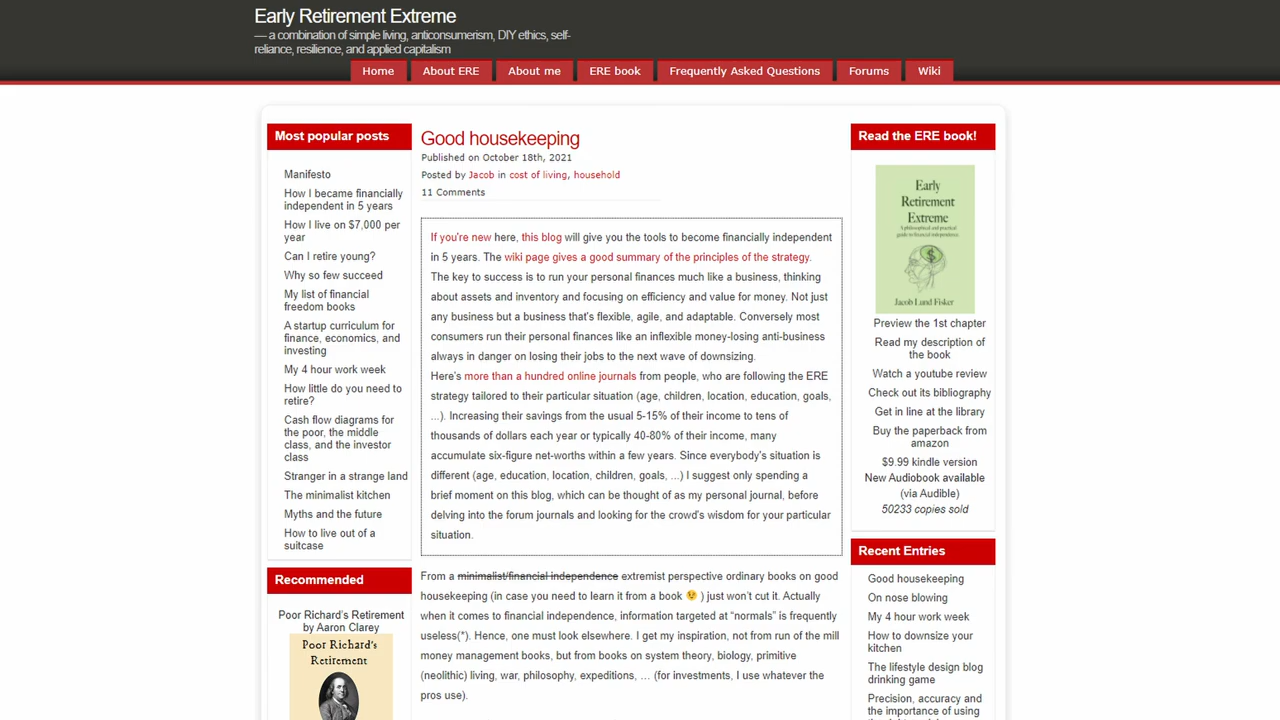 Early Retirement Extreme
— a combination of simple living, anticonsumerism, DIY ethics, self-
reliance, resilience, and applied capitalism
Home
About ERE
About me
ERE book
Frequently Asked Questions
Forums
Wiki
Most popular posts
Manifesto
How I became financially
independent in 5 years
How I live on $7,000 per
year
Can I retire young?
Why so few succeed
My list of financial
freedom books
A startup curriculum for
finance, economics, and
investing
My 4 hour work week
How little do you need to
retire?
Cash flow diagrams for
the poor, the middle
class, and the investor
class
Stranger in a strange land
The minimalist kitchen
Myths and the future
How to live out of a
suitcase
Recommended
Poor Richard's Retirement
by Aaron Clarey
Poor Richard's
Retirement
Good housekeeping
Published on October 18th, 2021
Posted by Jacob in cost of living, household
11 Comments
If you're new here, this blog will give you the tools to become financially independent
in 5 years. The wiki page gives a good summary of the principles of the strategy.
The key to success is to run your personal finances much like a business, thinking
about assets and inventory and focusing on efficiency and value for money. Not just
any business but a business that's flexible, agile, and adaptable. Conversely most
consumers run their personal finances like an inflexible money-losing anti-business
always in danger on losing their jobs to the next wave of downsizing.
Here's more than a hundred online journals from people, who are following the ERE
strategy tailored to their particular situation (age, children, location, education, goals,
...). Increasing their savings from the usual 5-15% of their income to tens of
thousands of dollars each year or typically 40-80% of their income, many
accumulate six-figure net-worths within a few years. Since everybody's situation is
different (age, education, location, children, goals, ...) I suggest only spending a
brief moment on this blog, which can be thought of as my personal journal, before
delving into the forum journals and looking for the crowd's wisdom for your particular
situation.
From a minimalist/financial independence extremist perspective ordinary books on good
housekeeping (in case you need to learn it from a book 😉 ) just won't cut it. Actually
when it comes to financial independence, information targeted at “normals” is frequently
useless(*). Hence, one must look elsewhere. I get my inspiration, not from run of the mill
money management books, but from books on system theory, biology, primitive
(neolithic) living, war, philosophy, expeditions, … (for investments, I use whatever the
pros use).
Read the ERE book!
Early
Retirement
Extreme
A philosophical and practical
guide to financial independence
Jacob Lund Fisker
Preview the 1st chapter
Read my description of
the book
Watch a youtube review
Check out its bibliography
Get in line at the library
Buy the paperback from
amazon
$9.99 kindle version
New Audiobook available
(via Audible)
50233 copies sold
Recent Entries
Good housekeeping
On nose blowing
My 4 hour work week
How to downsize your
kitchen
The lifestyle design blog
drinking game
Precision, accuracy and
the importance of using